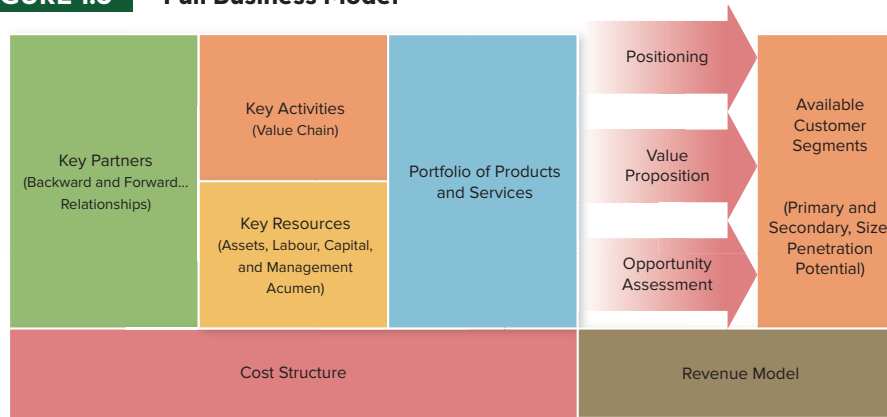 Full Business Model
Key Partners
(Backward and Forward...
Relationships)
Key Activities
(Value Chain)
Key Resources
(Assets, Labour, Capital,
and Management
Acumen)
Portfolio of Products
and Services
Positioning
Value
Proposition
Opportunity
Assessment
Available
Customer
Segments
(Primary and
Secondary, Size
Penetration
Potential)
Cost Structure
Revenue Model